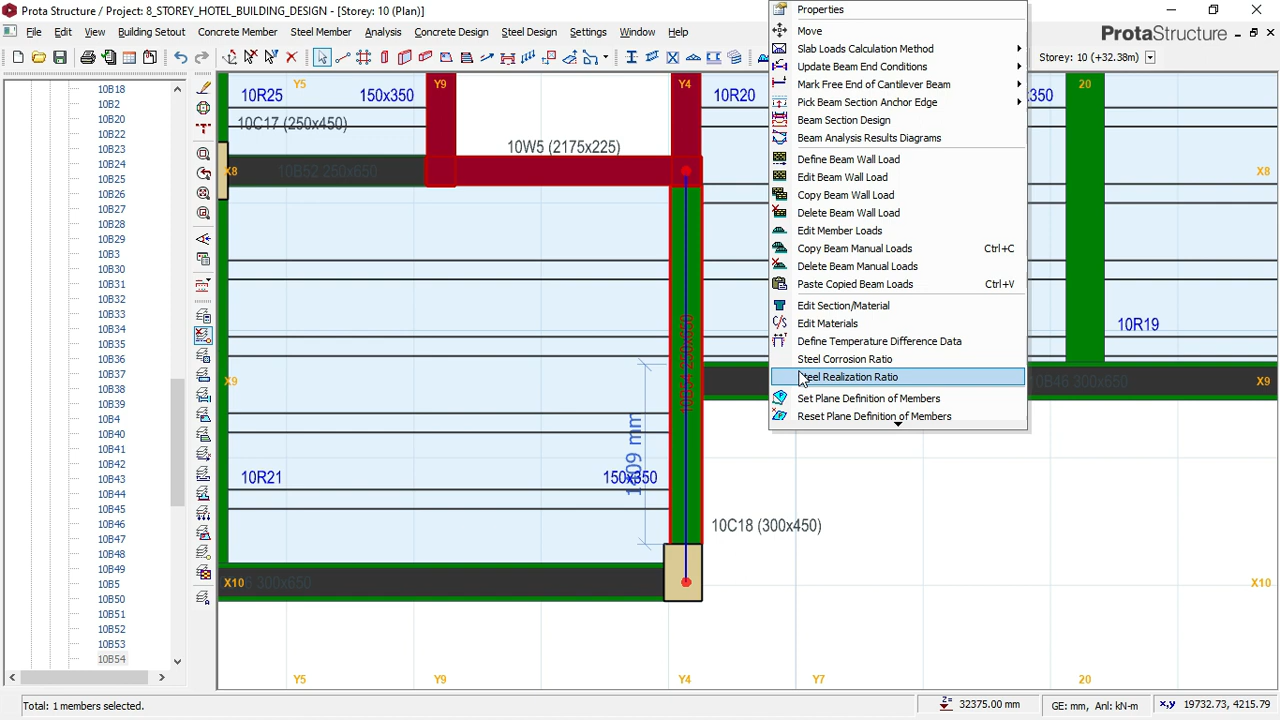 Prota Structure / Project: 8_STOREY_HOTEL_BUILDING_DESIGN - [Storey: 10 (Plan)]
File Edit View Building Setout Concrete Member Steel Member Analysis Concrete Design Steel Design Settings Window Help
ProtaStructure
Storey: 10 (+32.38m)
10B18
10B2
10B20
10B22
10B23
10B24
10B25
10B26
10B27
10B28
10B29
10B3
10B30
10B31
10B32
10B33
10B34
10B35
10B36
10B37
10B38
10B39
10B4
10B40
10B41
10B42
10B43
10B44
10B45
10B46
10B47
10B48
10B49
10B5
10B50
10B51
10B52
10B53
10B54
Y5 Y9 Y4 20
10R25 150x350 10R20
10C17 (250x450)
10W5 (2175x225)
X8 10B52 250x650 X8
10R19
X9 10B46 300x650 X9
1409 mm
10R21 150x350
10C18 (300x450)
X10 300x650 X10
Y5 Y9 Y4 Y7 20
Properties
Move
Slab Loads Calculation Method
Update Beam End Conditions
Mark Free End of Cantilever Beam
Pick Beam Section Anchor Edge
Beam Section Design
Beam Analysis Results Diagrams
Define Beam Wall Load
Edit Beam Wall Load
Copy Beam Wall Load
Delete Beam Wall Load
Edit Member Loads
Copy Beam Manual Loads Ctrl+C
Delete Beam Manual Loads
Paste Copied Beam Loads Ctrl+V
Edit Section/Material
Edit Materials
Define Temperature Difference Data
Steel Corrosion Ratio
Steel Realization Ratio
Set Plane Definition of Members
Reset Plane Definition of Members
Total: 1 members selected.
Z= 32375.00 mm GE: mm, Anl: kN-m x,y 19732.73, 4215.79